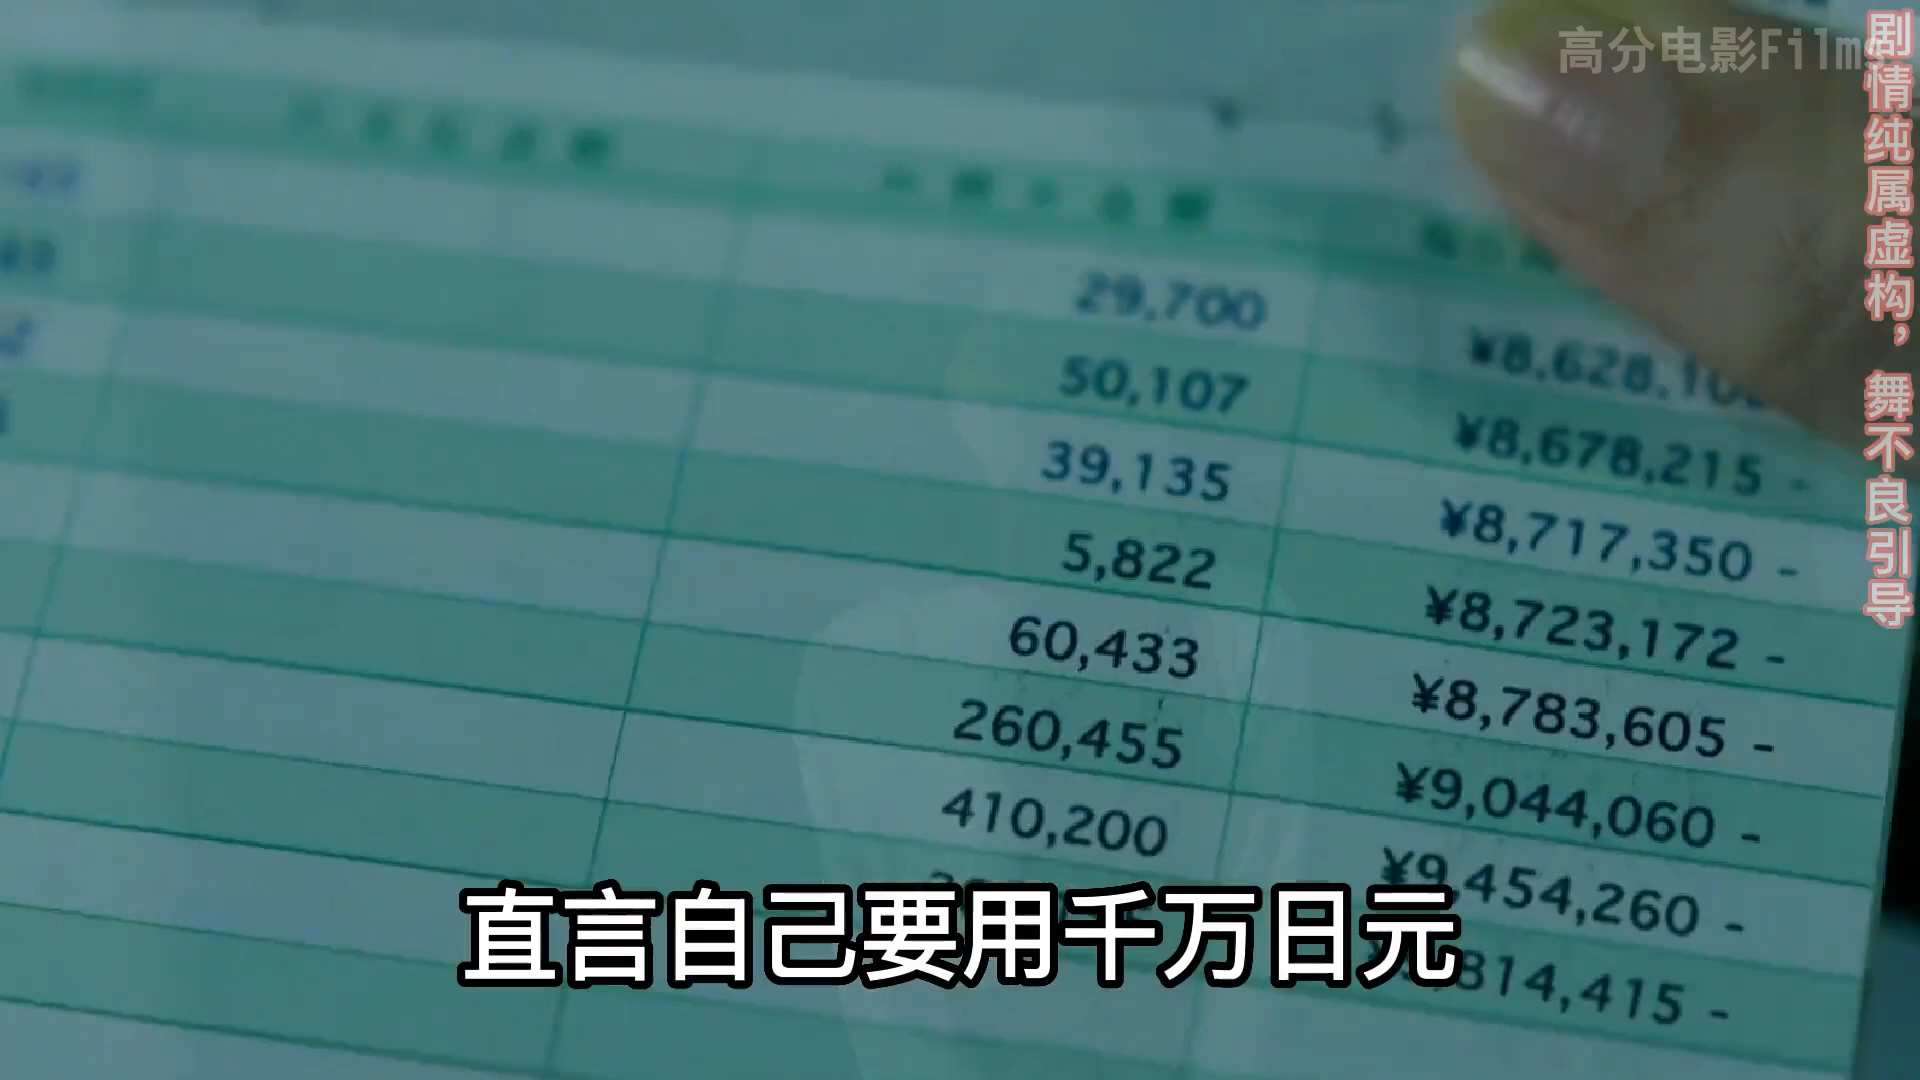 高分电影Films
剧情纯属虚构，舞不良引导
29,700
50,107 ¥8,678,215 -
39,135 ¥8,717,350 -
5,822 ¥8,723,172 -
60,433 ¥8,783,605 -
260,455 ¥9,044,060 -
410,200 ¥9,454,260 -
814,415 -
直言自己要用千万日元